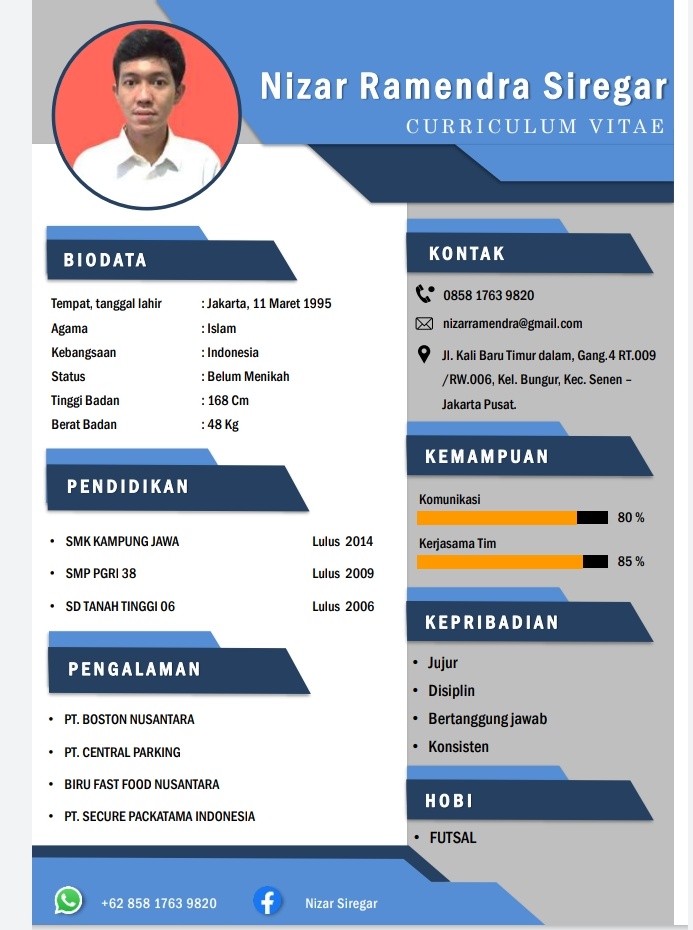 Nizar Ramendra Siregar
CURRICULUM VITAE
BIODATA
Tempat, tanggal lahir : Jakarta, 11 Maret 1995
Agama : Islam
Kebangsaan : Indonesia
Status : Belum Menikah
Tinggi Badan : 168 Cm
Berat Badan : 48 Kg
PENDIDIKAN
• SMK KAMPUNG JAWA Lulus 2014
• SMP PGRI 38 Lulus 2009
• SD TANAH TINGGI 06 Lulus 2006
PENGALAMAN
• PT. BOSTON NUSANTARA
• PT. CENTRAL PARKING
• BIRU FAST FOOD NUSANTARA
• PT. SECURE PACKATAMA INDONESIA
KONTAK
0858 1763 9820
nizarramendra@gmail.com
Jl. Kali Baru Timur dalam, Gang.4 RT.009
/RW.006, Kel. Bungur, Kec. Senen –
Jakarta Pusat.
KEMAMPUAN
Komunikasi
80 %
Kerjasama Tim
85 %
KEPRIBADIAN
• Jujur
• Disiplin
• Bertanggung jawab
• Konsisten
HOBI
• FUTSAL
+62 858 1763 9820
Nizar Siregar